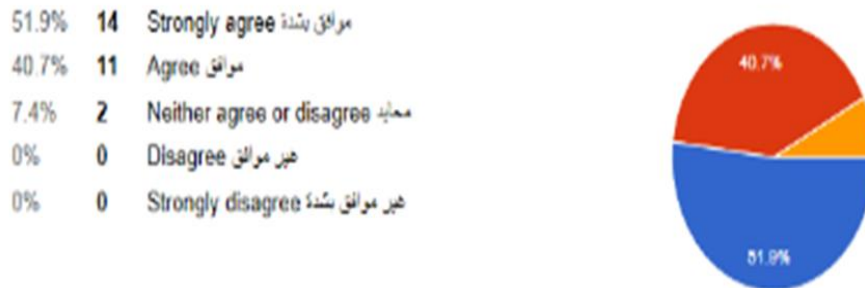 51.9% 14 Strongly agree موافق بشدة
40.7% 11 Agree موافق
7.4% 2 Neither agree or disagree محايد
0% 0 Disagree غير موافق
0% 0 Strongly disagree غير موافق بشدة
40.7%
51.9%